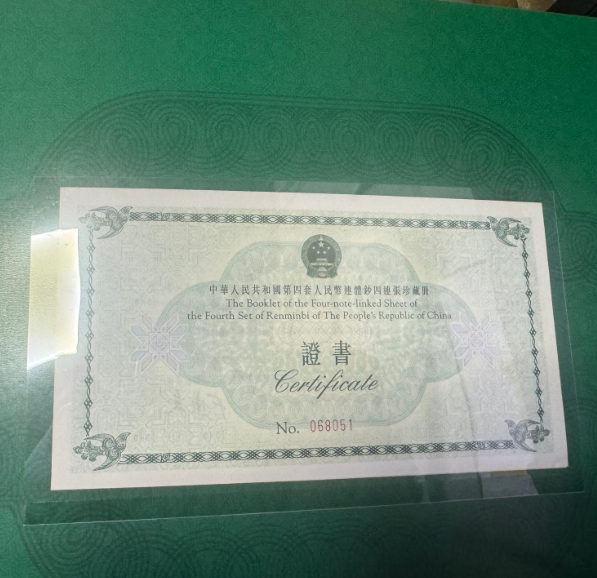 中華人民共和國第四套人民幣連體鈔四連張珍藏册
The Booklet of the Four-note-linked Sheet of
the Fourth Set of Renminbi of The People's Republic of China
證書
Certificate
No. 068051